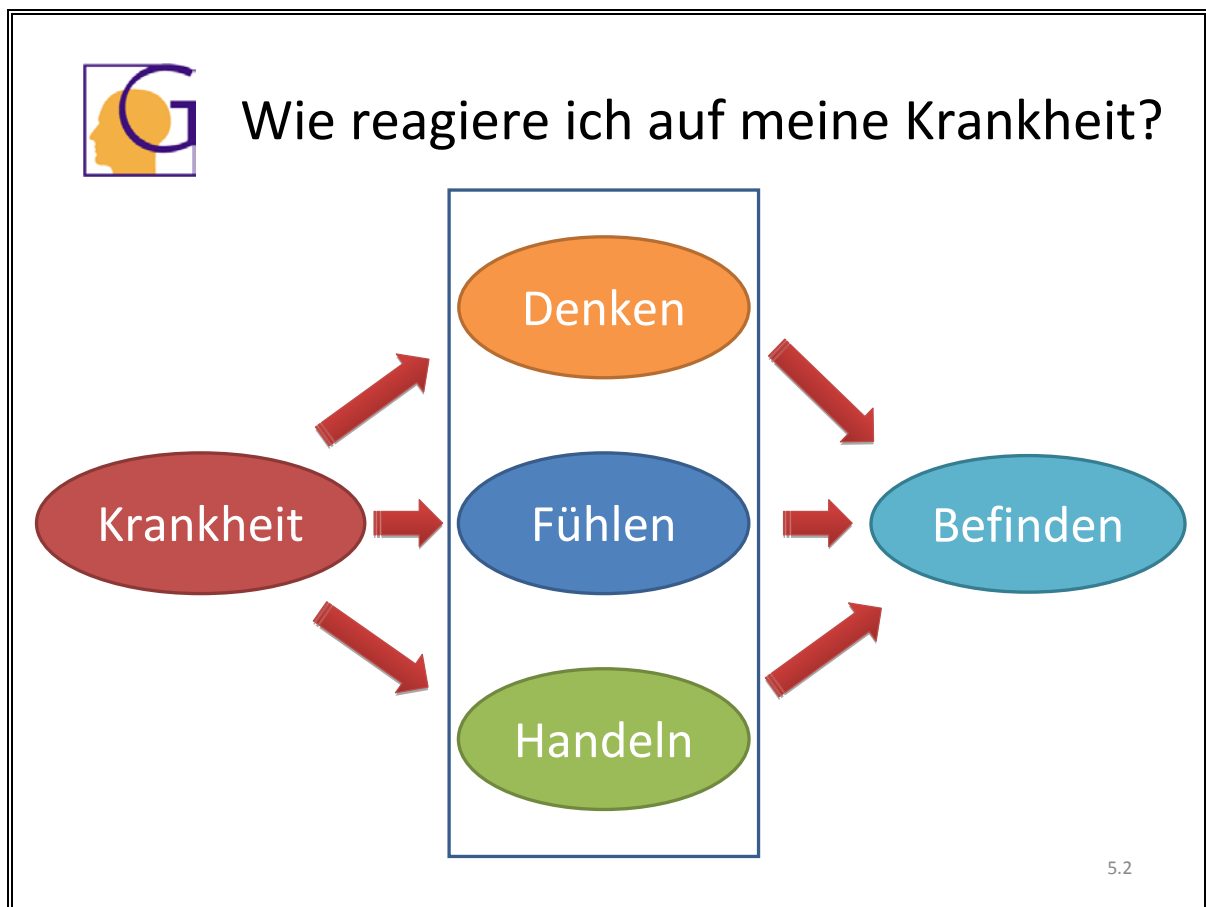 G
Wie reagiere ich auf meine Krankheit?
Denken
Krankheit
Fühlen
Befinden
Handeln
5.2